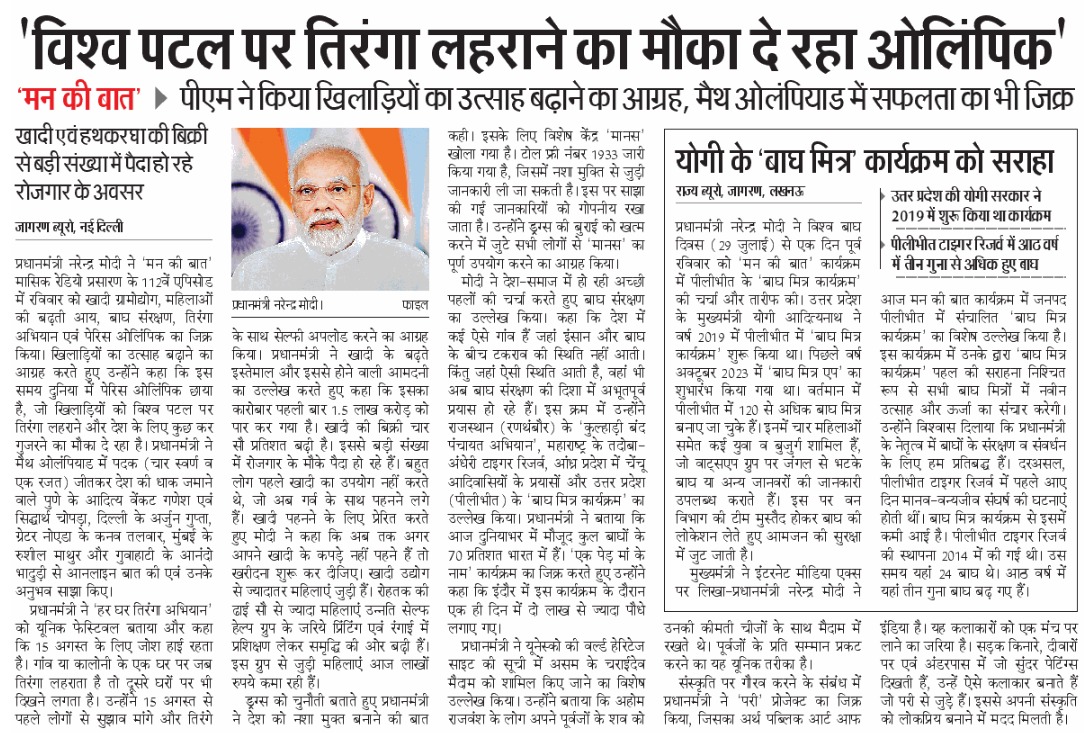 'विश्व पटल पर तिरंगा लहराने का मौका दे रहा ओलिंपिक'
'मन की वात' ▶ पीएम ने किया खिलाड़ियों का उत्साह बढ़ाने का आग्रह, मैथ ओलंपियाड में सफलता का भी जिक्र
खादी एवं हथकरघा की बिक्री
से बड़ी संख्या में पैदा हो रहे
रोजगार के अवसर
जागरण ब्यूरो, नई दिल्ली
प्रधानमंत्री नरेन्द्र मोदी ने 'मन की बात'
मासिक रेडियो प्रसारण के 112वें एपिसोड
में रविवार को खादी ग्रामोद्योग, महिलाओं
की बढ़ती आय, बाघ संरक्षण, तिरंगा
अभियान एवं पेरिस ओलिंपिक का जिक्र
किया। खिलाड़ियों का उत्साह बढ़ाने का
आग्रह करते हुए उन्होंने कहा कि इस
समय दुनिया में पेरिस ओलंपिक छाया
है, जो खिलाड़ियों को विश्व पटल पर
तिरंगा लहराने और देश के लिए कुछ कर
गुजरने का मौका दे रहा है। प्रधानमंत्री ने
मैथ ओलंपियाड में पदक (चार स्वर्ण व
एक रजत) जीतकर देश की धाक जमाने
वाले पुणे के आदित्य वेंकट गणेश एवं
सिद्धार्थ चोपड़ा, दिल्ली के अर्जुन गुप्ता,
ग्रेटर नोएडा के कनव तलवार, मुंबई के
रुशील माथुर और गुवाहाटी के आनंदी
भादुड़ी से आनलाइन बात की एवं उनके
अनुभव साझा किए।
प्रधानमंत्री ने 'हर घर तिरंगा अभियान'
को यूनिक फेस्टिवल बताया और कहा
कि 15 अगस्त के लिए जोश हाई रहता
है। गांव या कालोनी के एक घर पर जब
तिरंगा लहराता है तो दूसरे घरों पर भी
दिखने लगता है। उन्होंने 15 अगस्त से
पहले लोगों से सुझाव मांगे और तिरंगे
प्रधानमंत्री नरेन्द्र मोदी। फाइल
के साथ सेल्फी अपलोड करने का आग्रह
किया। प्रधानमंत्री ने खादी के बढ़ते
इस्तेमाल और इससे होने वाली आमदनी
का उल्लेख करते हुए कहा कि इसका
कारोबार पहली बार 1.5 लाख करोड़ को
पार कर गया है। खादी की बिक्री चार
सौ प्रतिशत बढ़ी है। इससे बड़ी संख्या
में रोजगार के मौके पैदा हो रहे हैं। बहुत
लोग पहले खादी का उपयोग नहीं करते
थे, जो अब गर्व के साथ पहनने लगे
हैं। खादी पहनने के लिए प्रेरित करते
हुए मोदी ने कहा कि अब तक अगर
आपने खादी के कपड़े नहीं पहने हैं तो
खरीदना शुरू कर दीजिए। खादी उद्योग
से ज्यादातर महिलाएं जुड़ी हैं। रोहतक की
ढाई सौ से ज्यादा महिलाएं उन्नति सेल्फ
हेल्प ग्रुप के जरिये प्रिंटिंग एवं रंगाई में
प्रशिक्षण लेकर समृद्धि की ओर बढ़ी हैं।
इस ग्रुप से जुड़ी महिलाएं आज लाखों
रुपये कमा रही हैं।
ड्रग्स को चुनौती बताते हुए प्रधानमंत्री
ने देश को नशा मुक्त बनाने की बात
कही। इसके लिए विशेष केंद्र 'मानस'
खोला गया है। टोल फ्री नंबर 1933 जारी
किया गया है, जिसमें नशा मुक्ति से जुड़ी
जानकारी ली जा सकती है। इस पर साझा
की गई जानकारियों को गोपनीय रखा
जाता है। उन्होंने ड्रग्स की बुराई को खत्म
करने में जुटे सभी लोगों से 'मानस' का
पूर्ण उपयोग करने का आग्रह किया।
मोदी ने देश-समाज में हो रही अच्छी
पहलों की चर्चा करते हुए बाघ संरक्षण
का उल्लेख किया। कहा कि देश में
कई ऐसे गांव हैं जहां इंसान और बाघ
के बीच टकराव की स्थिति नहीं आती।
किंतु जहां ऐसी स्थिति आती है, वहां भी
अब बाघ संरक्षण की दिशा में अभूतपूर्व
प्रयास हो रहे हैं। इस क्रम में उन्होंने
राजस्थान (रणथंबौर) के 'कुल्हाड़ी बंद
पंचायत अभियान', महाराष्ट्र के तदोबा-
अंधेरी टाइगर रिजर्व, आंध्र प्रदेश में चेंचू
आदिवासियों के प्रयासों और उत्तर प्रदेश
(पीलीभीत) के 'बाघ मित्र कार्यक्रम' का
उल्लेख किया। प्रधानमंत्री ने बताया कि
आज दुनियाभर में मौजूद कुल बाघों के
70 प्रतिशत भारत में हैं। 'एक पेड़ मां के
नाम' कार्यक्रम का जिक्र करते हुए उन्होंने
कहा कि इंदौर में इस कार्यक्रम के दौरान
एक ही दिन में दो लाख से ज्यादा पौधे
लगाए गए।
प्रधानमंत्री ने यूनेस्को की वर्ल्ड हेरिटेज
साइट की सूची में असम के चराईदेव
मैदाम को शामिल किए जाने का विशेष
उल्लेख किया। उन्होंने बताया कि अहोम
राजवंश के लोग अपने पूर्वजों के शव को
उनकी कीमती चीजों के साथ मैदाम में
रखते थे। पूर्वजों के प्रति सम्मान प्रकट
करने का यह यूनिक तरीका है।
संस्कृति पर गौरव करने के संबंध में
प्रधानमंत्री ने 'परी' प्रोजेक्ट का जिक्र
किया, जिसका अर्थ पब्लिक आर्ट आफ
इंडिया है। यह कलाकारों को एक मंच पर
लाने का जरिया है। सड़क किनारे, दीवारों
पर एवं अंडरपास में जो सुंदर पेटिंग्स
दिखती हैं, उन्हें ऐसे कलाकार बनाते हैं
जो परी से जुड़े हैं। इससे अपनी संस्कृति
को लोकप्रिय बनाने में मदद मिलती है।
योगी के 'बाघ मित्र' कार्यक्रम को सराहा
राज्य ब्यूरो, जागरण, लखनऊ
उत्तर प्रदेश की योगी सरकार ने
2019 में शुरू किया था कार्यक्रम
पीलीभीत टाइगर रिजर्व में आठ वर्ष
में तीन गुना से अधिक हुए बाघ
प्रधानमंत्री नरेन्द्र मोदी ने विश्व बाघ
दिवस (29 जुलाई) से एक दिन पूर्व
रविवार को 'मन की बात' कार्यक्रम
में पीलीभीत के 'बाघ मित्र कार्यक्रम'
की चर्चा और तारीफ की। उत्तर प्रदेश
के मुख्यमंत्री योगी आदित्यनाथ ने
वर्ष 2019 में पीलीभीत में 'बाघ मित्र
कार्यक्रम' शुरू किया था। पिछले वर्ष
अक्टूबर 2023 में 'बाघ मित्र एप' का
शुभारंभ किया गया था। वर्तमान में
पीलीभीत में 120 से अधिक बाघ मित्र
बनाए जा चुके हैं। इनमें चार महिलाओं
समेत कई युवा व बुजुर्ग शामिल हैं,
जो वाट्सएप ग्रुप पर जंगल से भटके
बाघ या अन्य जानवरों की जानकारी
उपलब्ध कराते हैं। इस पर वन
विभाग की टीम मुस्तैद होकर बाघ की
लोकेशन लेते हुए आमजन की सुरक्षा
में जुट जाती है।
मुख्यमंत्री ने इंटरनेट मीडिया एक्स
पर लिखा-प्रधानमंत्री नरेन्द्र मोदी ने
आज मन की बात कार्यक्रम में जनपद
पीलीभीत में संचालित 'बाघ मित्र
कार्यक्रम' का विशेष उल्लेख किया है।
इस कार्यक्रम में उनके द्वारा 'बाघ मित्र
कार्यक्रम' पहल की सराहना निश्चित
रूप से सभी बाघ मित्रों में नवीन
उत्साह और ऊर्जा का संचार करेगी।
उन्होंने विश्वास दिलाया कि प्रधानमंत्री
के नेतृत्व में बाघों के संरक्षण व संवर्धन
के लिए हम प्रतिबद्ध हैं। दरअसल,
पीलीभीत टाइगर रिजर्व में पहले आए
दिन मानव-वन्यजीव संघर्ष की घटनाएं
होती थीं। बाघ मित्र कार्यक्रम से इसमें
कमी आई है। पीलीभीत टाइगर रिजर्व
की स्थापना 2014 में की गई थी। उस
समय यहां 24 बाघ थे। आठ वर्ष में
यहां तीन गुना बाघ बढ़ गए हैं।